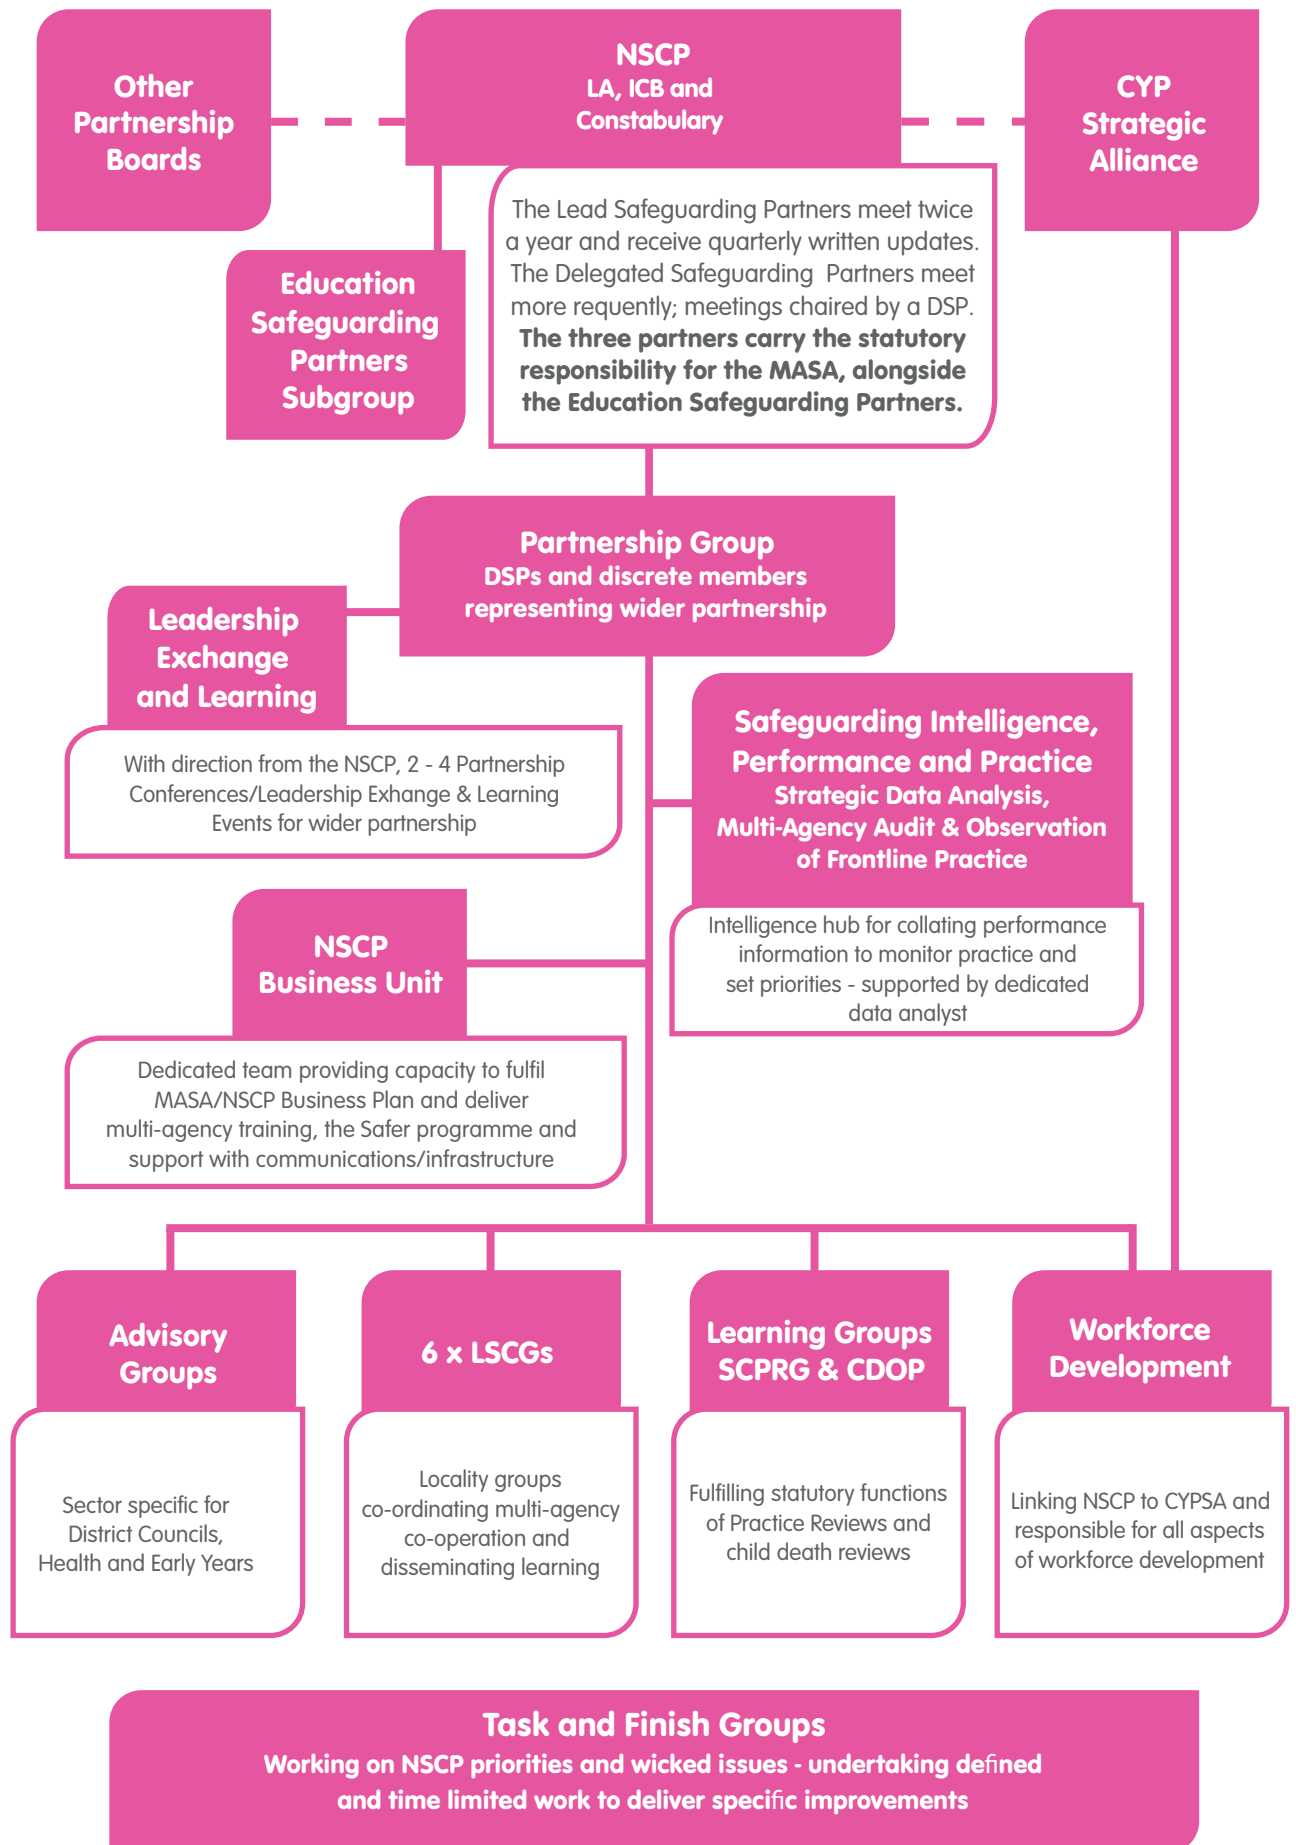 Other
Partnership
Boards
NSCP
LA, ICB and
Constabulary
CYP
Strategic
Alliance
The Lead Safeguarding Partners meet twice
a year and receive quarterly written updates.
The Delegated Safeguarding Partners meet
more requently; meetings chaired by a DSP.
The three partners carry the statutory
responsibility for the MASA, alongside
the Education Safeguarding Partners.
Education
Safeguarding
Partners
Subgroup
Partnership Group
DSPs and discrete members
representing wider partnership
Leadership
Exchange
and Learning
With direction from the NSCP, 2 - 4 Partnership
Conferences/Leadership Exhange & Learning
Events for wider partnership
Safeguarding Intelligence,
Performance and Practice
Strategic Data Analysis,
Multi-Agency Audit & Observation
of Frontline Practice
Intelligence hub for collating performance
information to monitor practice and
set priorities - supported by dedicated
data analyst
NSCP
Business Unit
Dedicated team providing capacity to fulfil
MASA/NSCP Business Plan and deliver
multi-agency training, the Safer programme and
support with communications/infrastructure
Advisory
Groups
Sector specific for
District Councils,
Health and Early Years
6 x LSCGs
Locality groups
co-ordinating multi-agency
co-operation and
disseminating learning
Learning Groups
SCPRG & CDOP
Fulfilling statutory functions
of Practice Reviews and
child death reviews
Workforce
Development
Linking NSCP to CYPSA and
responsible for all aspects
of workforce development
Task and Finish Groups
Working on NSCP priorities and wicked issues - undertaking defined
and time limited work to deliver specific improvements